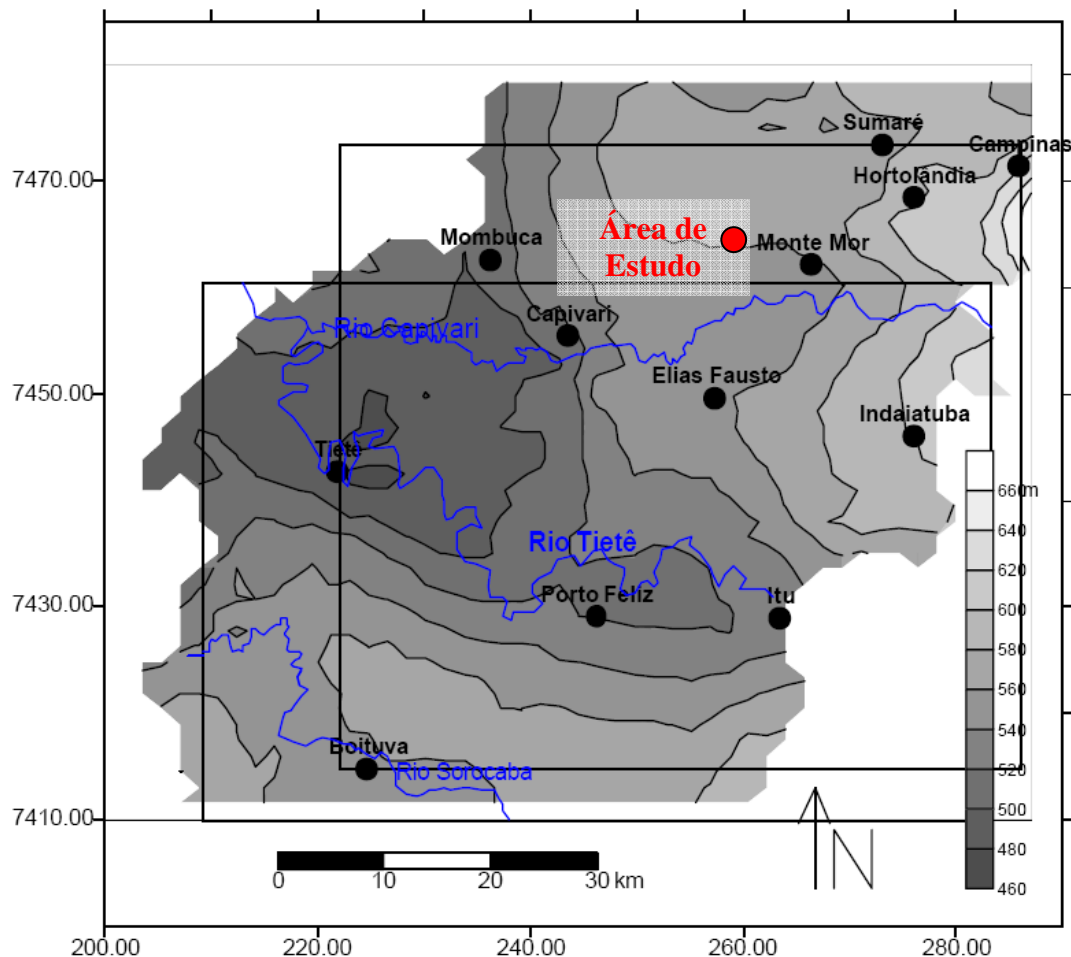 Sumaré
Campinas
7470.00
Hortolândia
Área de
Estudo
Mombuca
Monte Mor
Capivari
Rio Capivari
7450.00
Elias Fausto
Indaiatuba
Tietê
660m
640
620
600
580
560
540
520
500
480
460
Rio Tietê
7430.00
Porto Feliz
Itu
Boituva
Rio Sorocaba
7410.00
N
0 10 20 30 km
200.00 220.00 240.00 260.00 280.00